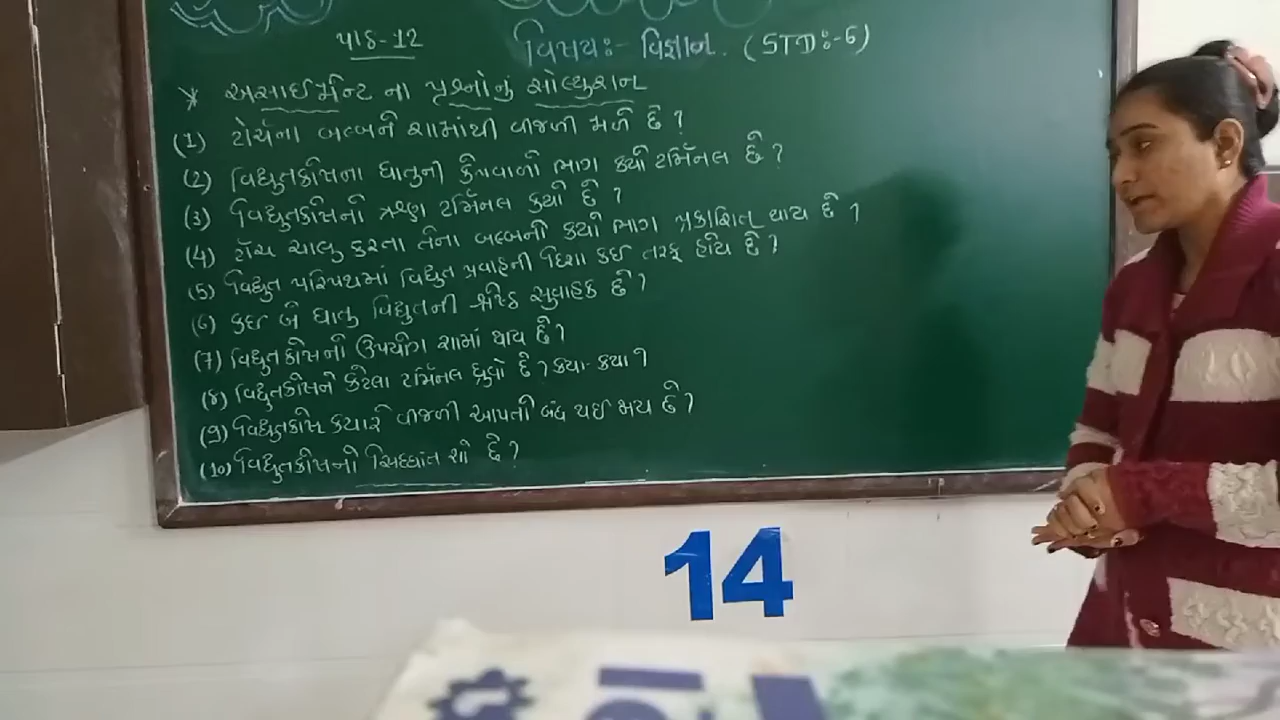 પાઠ-12
વિષય:- વિજ્ઞાન. (STD:-6)
* અસાઈમેન્ટ ના પ્રશ્નોનું સોલ્યુશન
(1) ટોર્ચના બલ્બને શામાંથી વીજળી મળે છે ?
(2) વિદ્યુતકોષના ધાતુની કેપવાળો ભાગ કયો ટર્મિનલ છે ?
(3) વિદ્યુતકોષનો ઋણ ટર્મિનલ કયો છે ?
(4) ટૉર્ચ ચાલુ કરતા તેના બલ્બનો કયો ભાગ પ્રકાશિત થાય છે ?
(5) વિદ્યુત પરિપથમાં વિદ્યુત પ્રવાહની દિશા કઈ તરફ હોય છે ?
(6) કઈ બે ધાતુ વિદ્યુતની શ્રેષ્ઠ સુવાહક છે ?
(7) વિદ્યુતકોષનો ઉપયોગ શામાં થાય છે ?
(8) વિદ્યુતકોષને કેટલા ટર્મિનલ ધ્રુવો છે ? કયા- કયા ?
(9) વિદ્યુતકોષ કયારે વીજળી આપતી બંધ થઈ જાય છે ?
(10) વિદ્યુતકોષનો સિદ્ધાંત શો છે ?
14